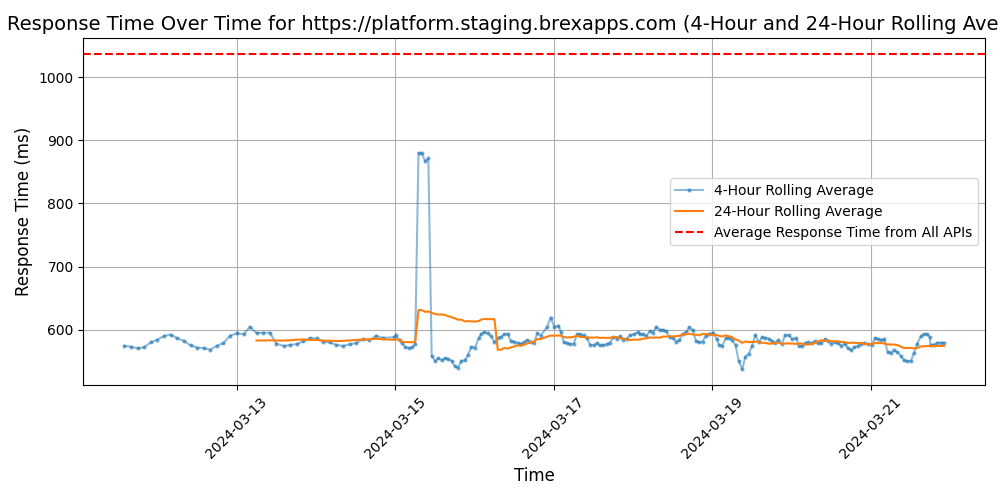 Response Time Over Time for https://platform.staging.brexapps.com (4-Hour and 24-Hour Rolling Ave
1000
900
800
700
600
Response Time (ms)
4-Hour Rolling Average
24-Hour Rolling Average
Average Response Time from All APIs
2024-03-13
2024-03-15
2024-03-17
2024-03-19
2024-03-21
Time